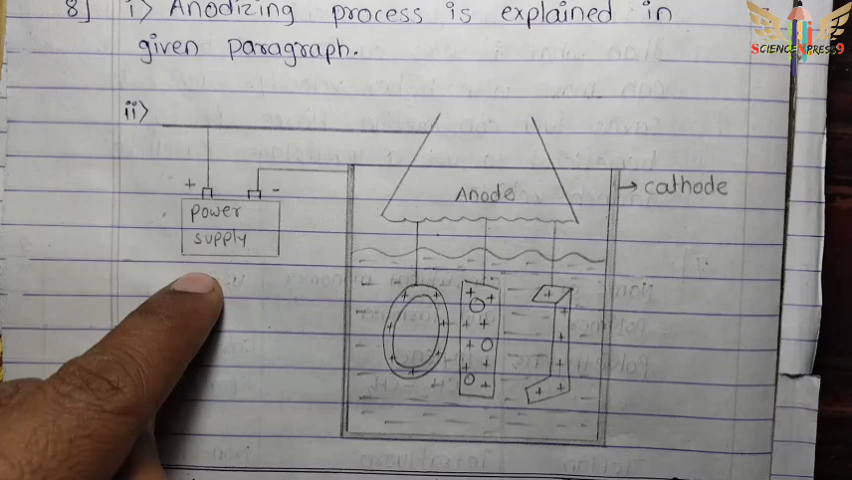 8] i> Anodizing process is explained in
given paragraph.
SCIENCEXPRESS9
ii>
+ -
Power
supply
Anode
→ cathode